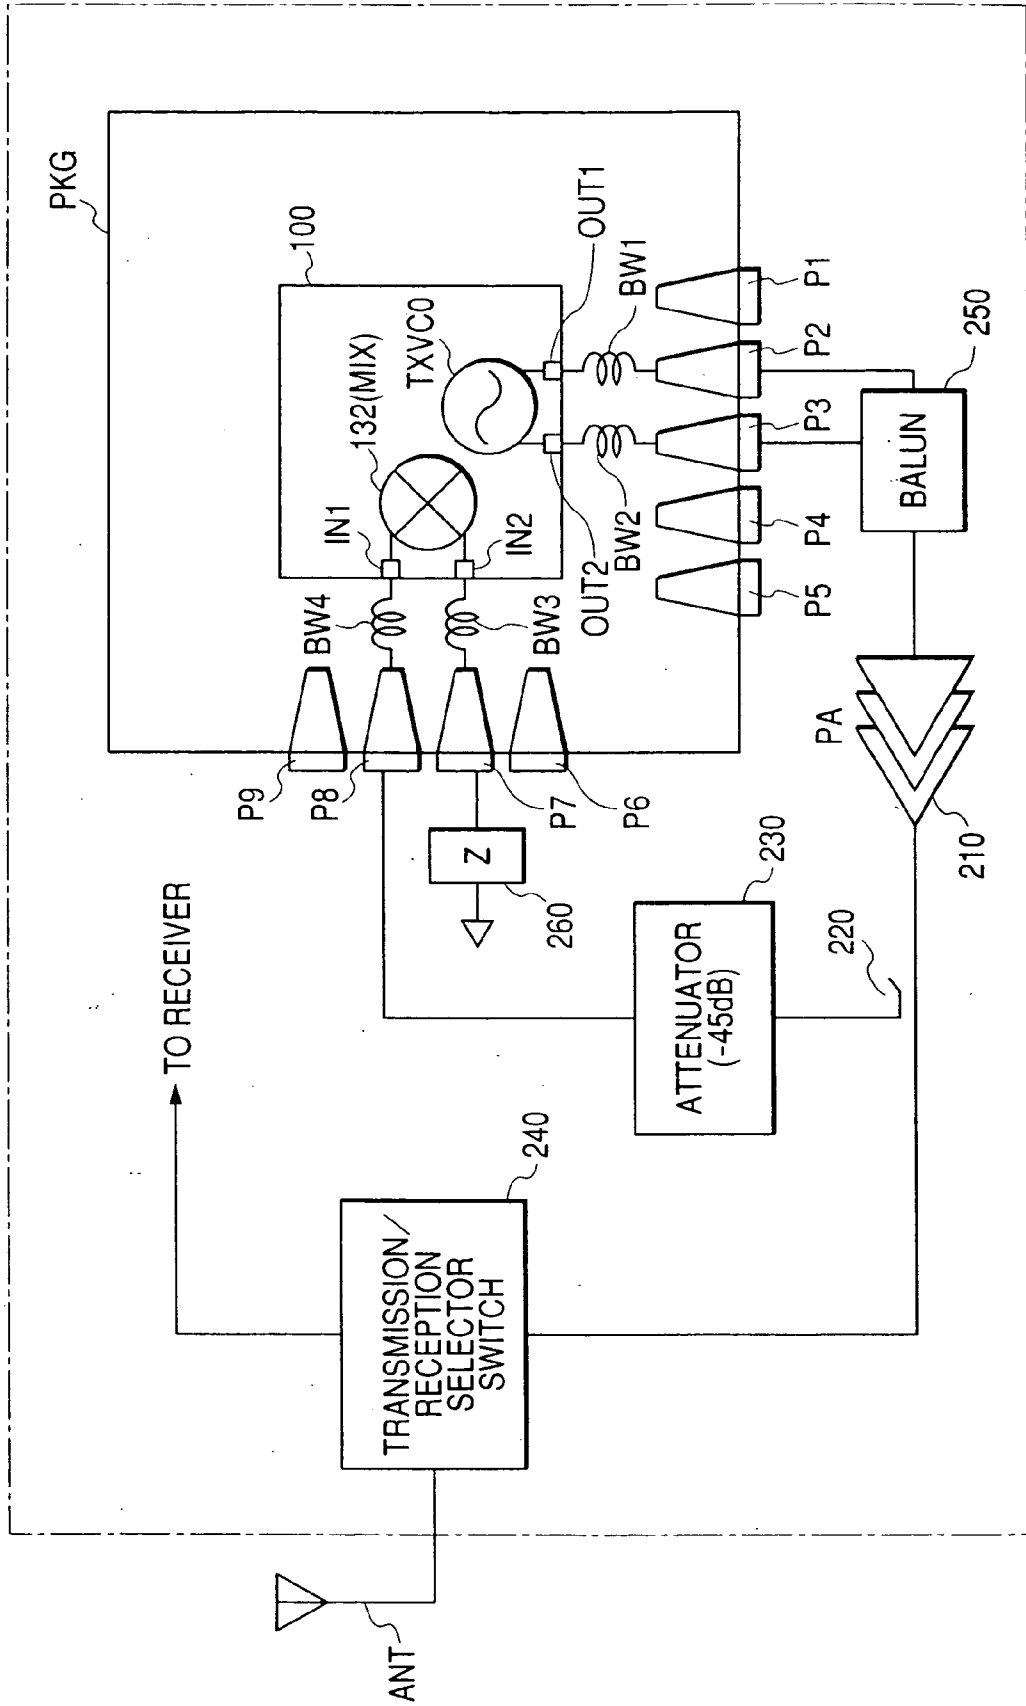 PKG
100
132(MIX)
TXVCO
IN1
IN2
OUT1
OUT2
BW1
BW2
BW3
BW4
P1
P2
P3
P4
P5
P6
P7
P8
P9
250
BALUN
PA
210
Z
260
TO RECEIVER
230
ATTENUATOR
(-45dB)
220
240
TRANSMISSION/
RECEPTION
SELECTOR
SWITCH
ANT